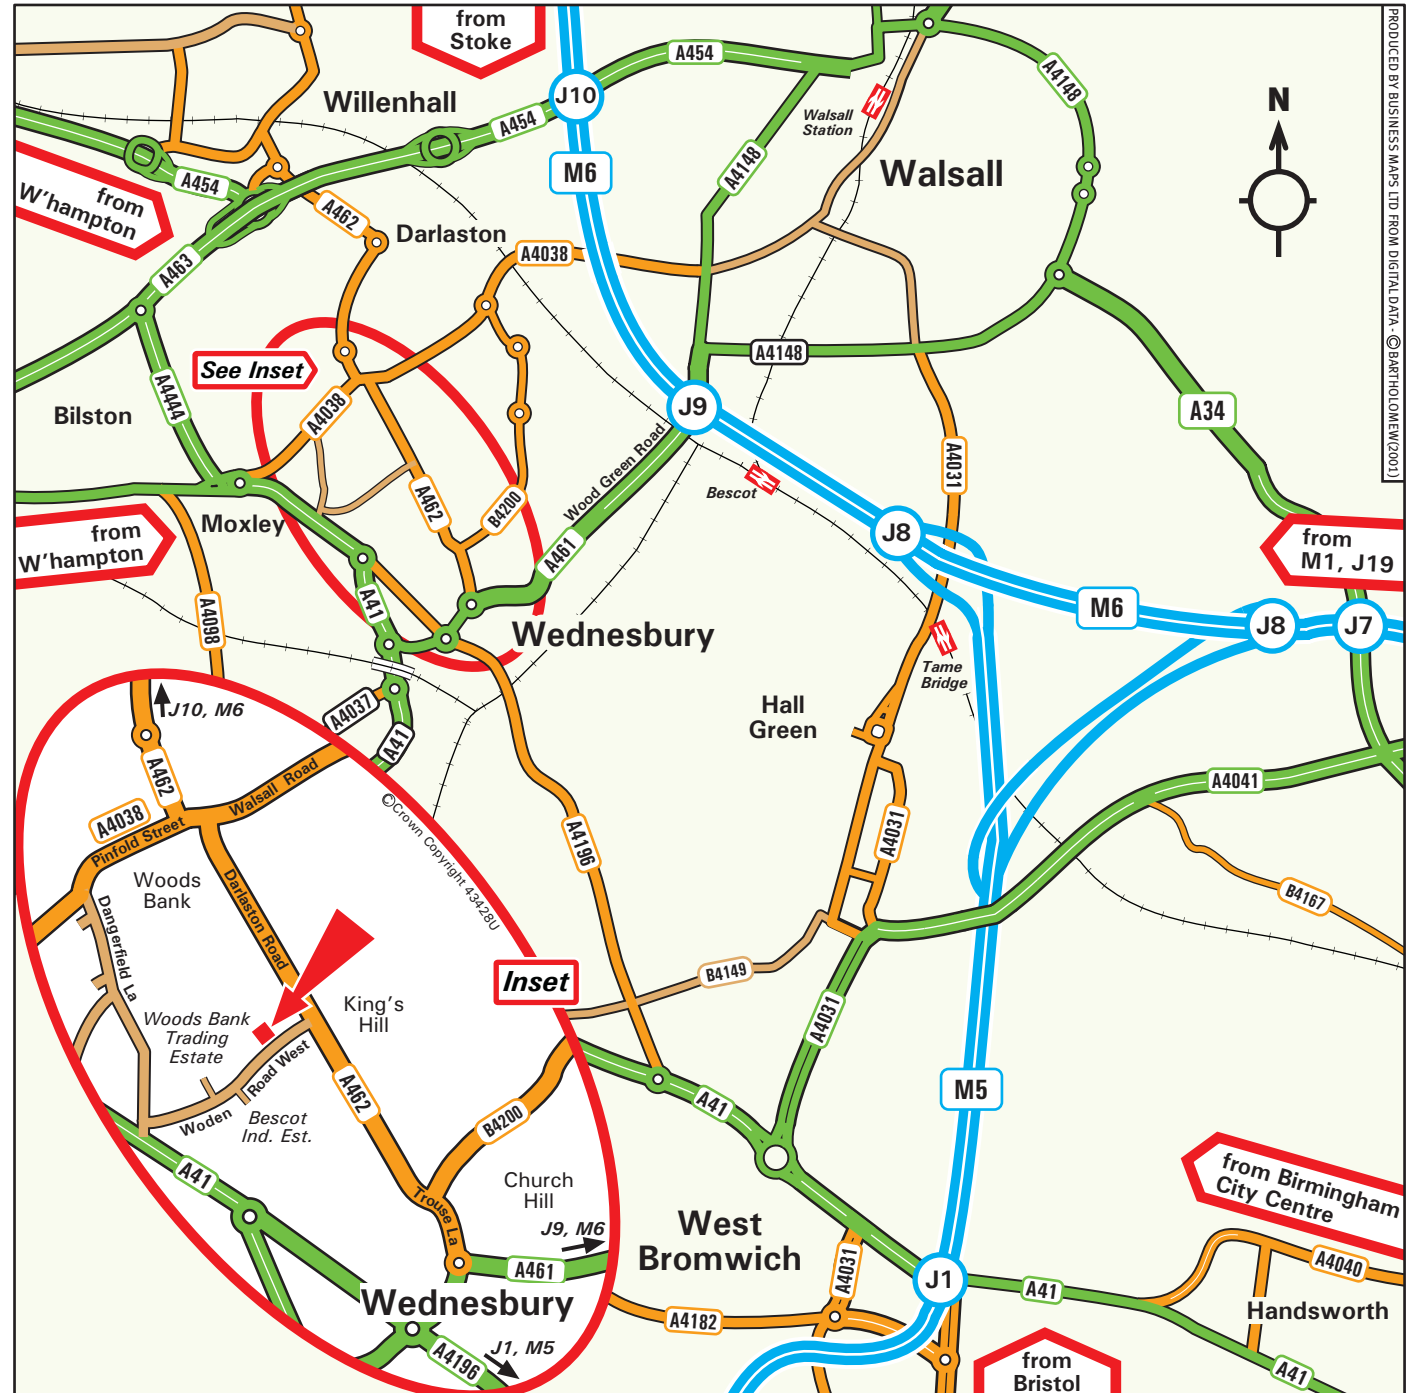 from
Stoke
A454
J10
Willenhall
A454
M6
A4148
Walsall
Station
A4148
Walsall
N
PRODUCED BY BUSINESS MAPS LTD FROM DIGITAL DATA - © BARTHOLOMEW(2001)
A454
from
W'hampton
A462
Darlaston
A4038
A463
See Inset
A4148
A4444
Bilston
A4038
J9
A34
Wood Green Road
A4031
Bescot
A462
B4200
Moxley
from
W'hampton
A461
J8
from
M1, J19
A41
A4098
Wednesbury
M6
J8
J7
Tame
Bridge
Hall
Green
J10, M6
A4037
A41
A462
Walsall Road
A4038
Pinfold Street
© Crown Copyright 43428U
A4196
A4031
A4041
Woods
Bank
Darlaston Road
Dangerfield La
B4167
B4149
Inset
King's
Hill
Woods Bank
Trading
Estate
A4031
Woden Road West
A462
Bescot
Ind. Est.
B4200
A41
M5
A41
Church
Hill
Trouse La
J9, M6
A461
from Birmingham
City Centre
West
Bromwich
A4031
J1
A41
A4040
Handsworth
Wednesbury
A4182
A4196
J1, M5
from
Bristol
A41